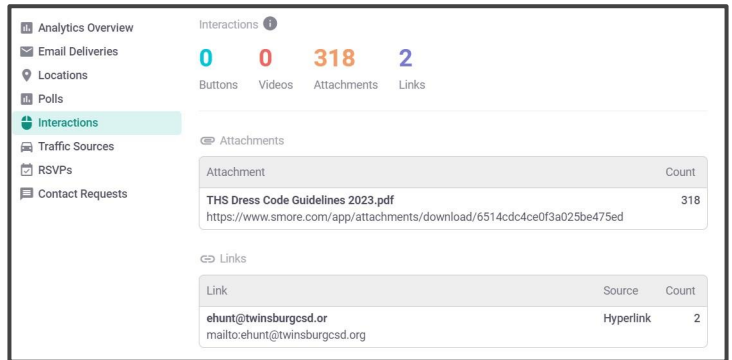 Analytics Overview
Email Deliveries
Locations
Polls
Interactions
Traffic Sources
RSVPs
Contact Requests
Interactions
0 0 318 2
Buttons Videos Attachments Links
Attachments
Attachment Count
THS Dress Code Guidelines 2023.pdf 318
https://www.smore.com/app/attachments/download/6514cdc4ce0f3a025be475ed
Links
Link Source Count
ehunt@twinsburgcsd.or Hyperlink 2
mailto:ehunt@twinsburgcsd.org